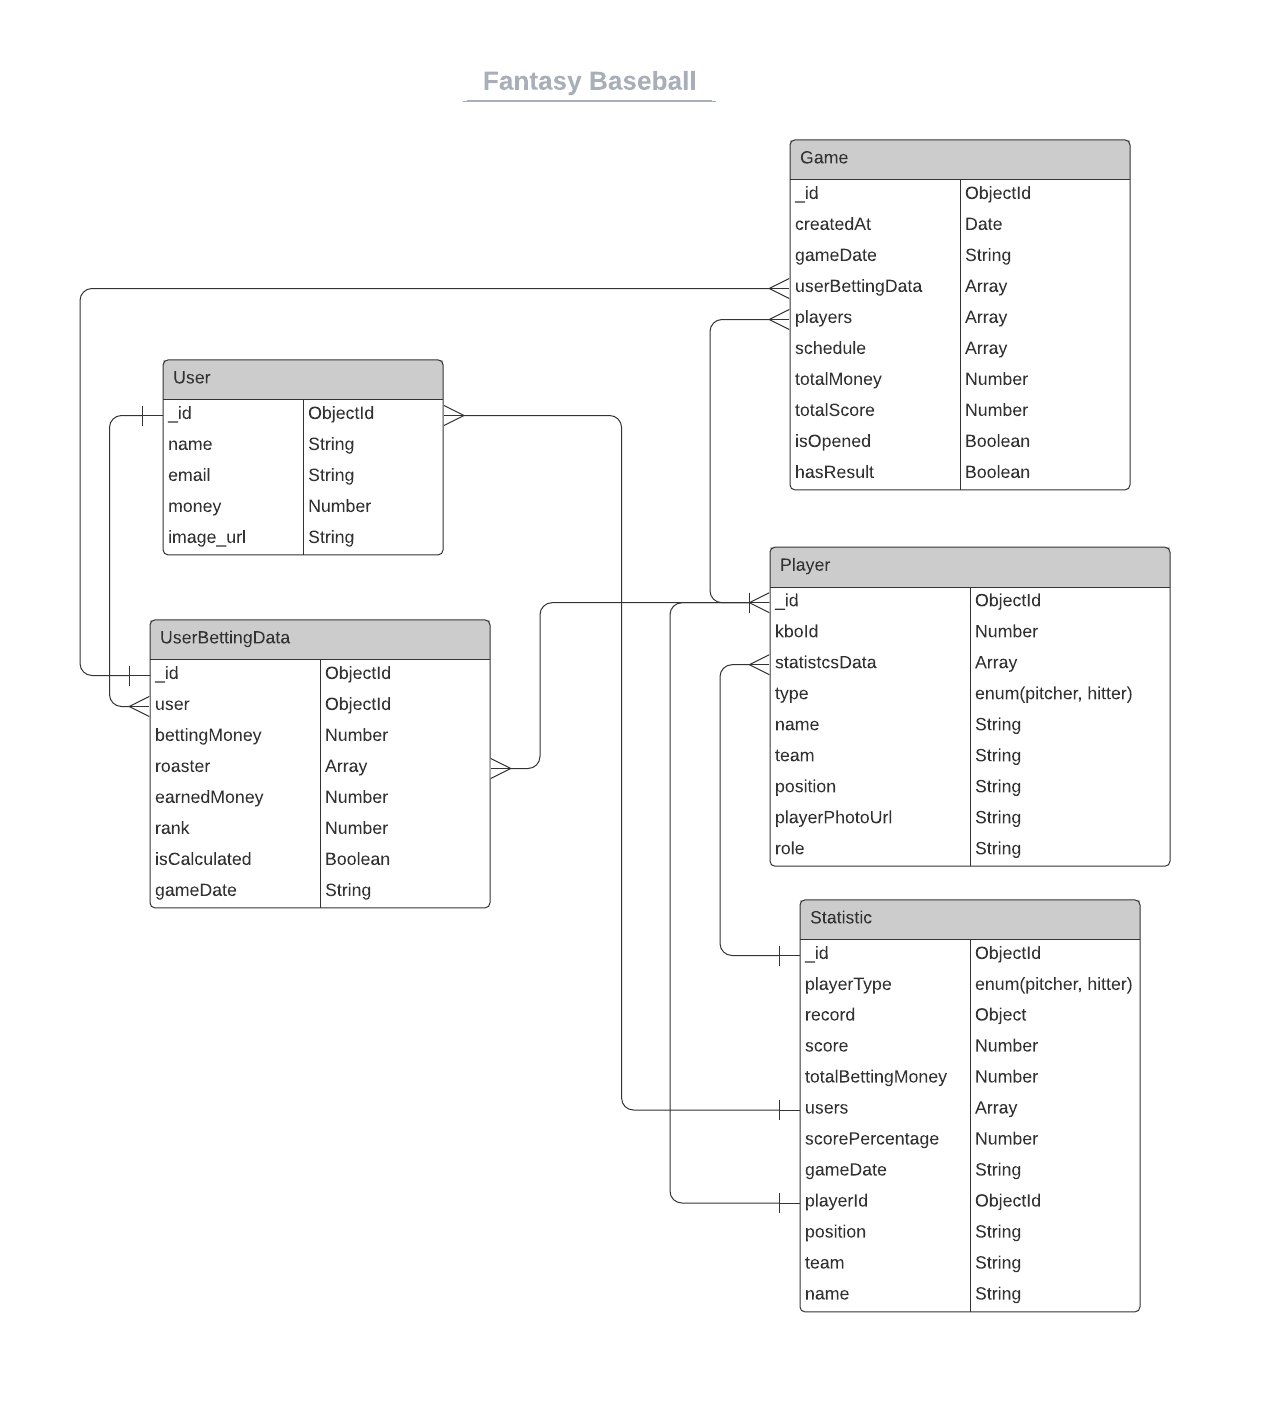 Fantasy Baseball
Game
_id ObjectId
createdAt Date
gameDate String
userBettingData Array
players Array
schedule Array
totalMoney Number
totalScore Number
isOpened Boolean
hasResult Boolean
User
_id ObjectId
name String
email String
money Number
image_url String
Player
_id ObjectId
kboId Number
statistcsData Array
type enum(pitcher, hitter)
name String
team String
position String
playerPhotoUrl String
role String
UserBettingData
_id ObjectId
user ObjectId
bettingMoney Number
roaster Array
earnedMoney Number
rank Number
isCalculated Boolean
gameDate String
Statistic
_id ObjectId
playerType enum(pitcher, hitter)
record Object
score Number
totalBettingMoney Number
users Array
scorePercentage Number
gameDate String
playerId ObjectId
position String
team String
name String